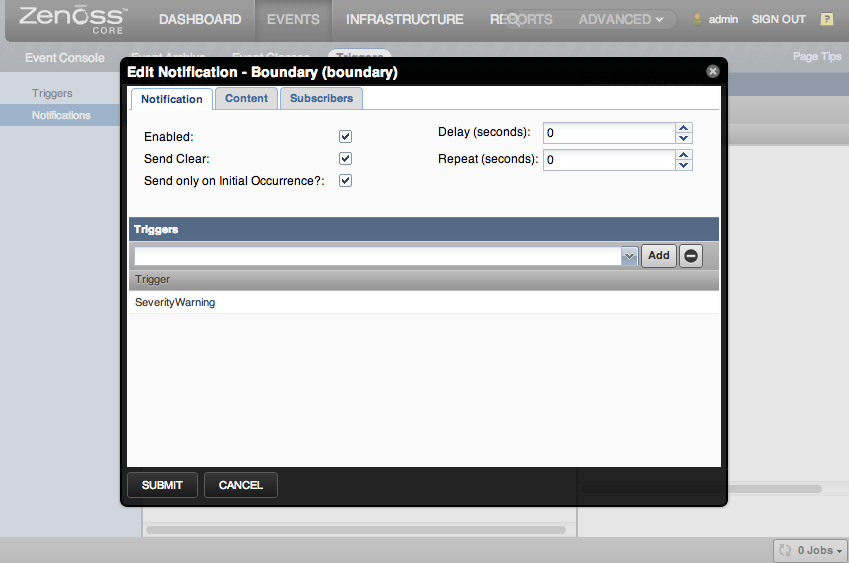 Zenoss
CORE
DASHBOARD
EVENTS
INFRASTRUCTURE
REPORTS
ADVANCED
admin
SIGN OUT
?
Event Console
Event Archive
Event Classes
Triggers
Page Tips
Triggers
Notifications
Edit Notification - Boundary (boundary)
Notification
Content
Subscribers
Enabled:
Send Clear:
Send only on Initial Occurrence?:
Delay (seconds):
0
Repeat (seconds):
0
Triggers
Add
Trigger
SeverityWarning
SUBMIT
CANCEL
0 Jobs